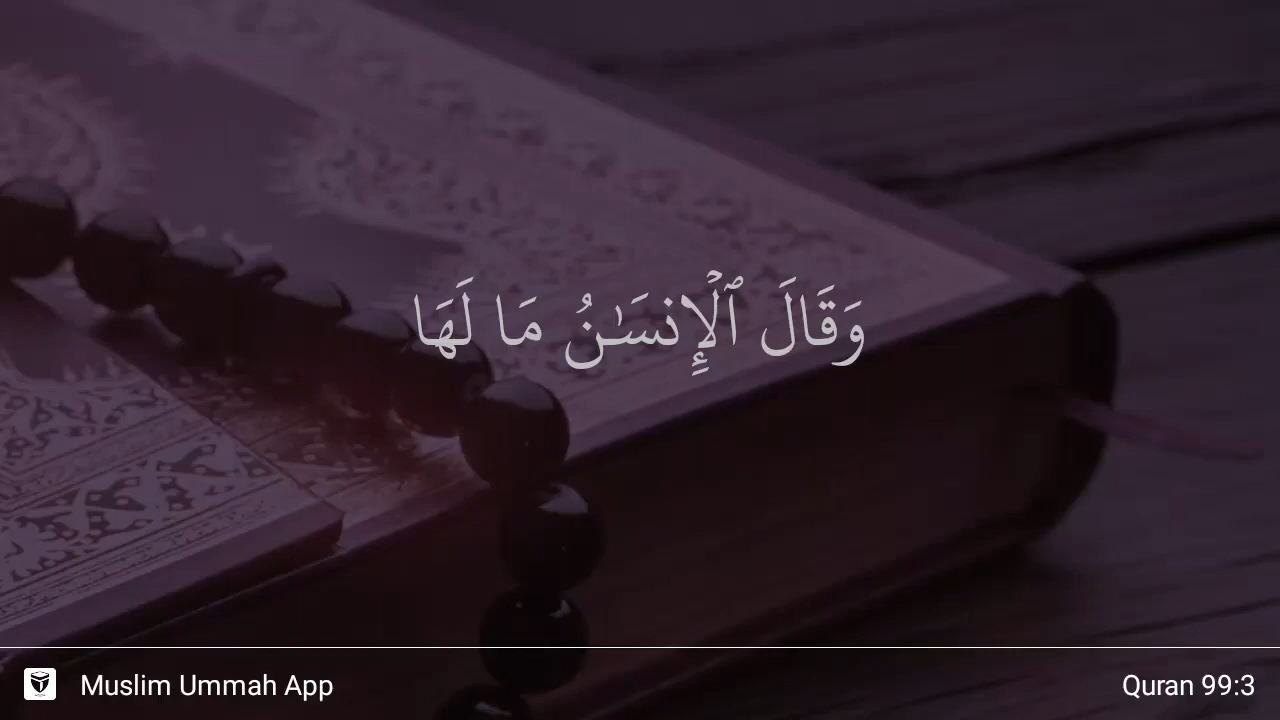 وَقَالَ ٱلْإِنسَـٰنُ مَا لَهَا
Muslim Ummah App
Quran 99:3